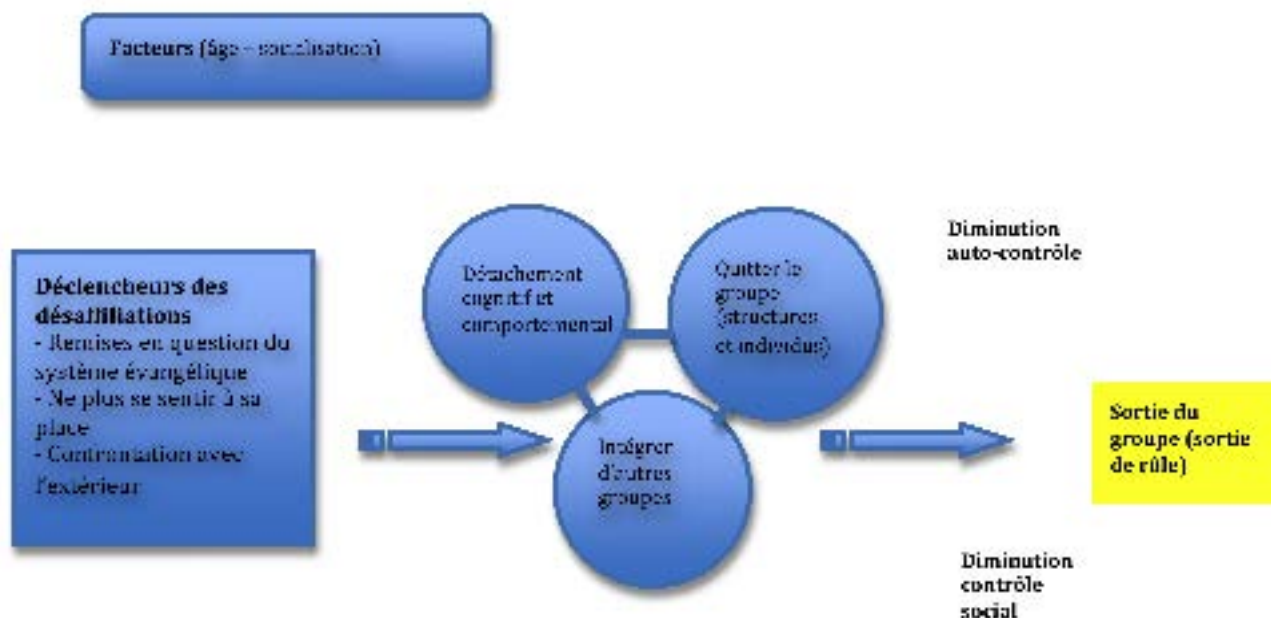 Facteurs (âge – socialisation)
Déclencheurs des
désaffiliations
- Remises en question du
système évangélique
- Ne plus se sentir à sa
place
- Confrontation avec
l'extérieur
Détachement
cognitif et
comportemental
Quitter le
groupe
(structures
et individus)
Intégrer
d'autres
groupes
Diminution
auto-contrôle
Diminution
contrôle
social
Sortie du
groupe (sortie
de rôle)